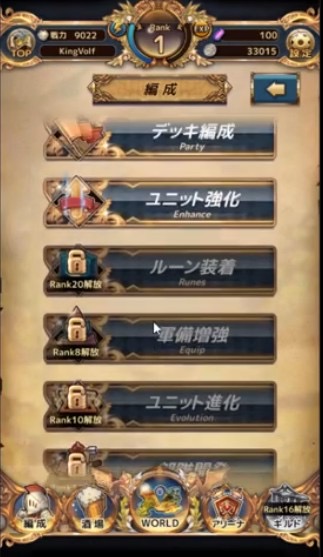 Rank
戦力 9022
EXP
100
TOP
KingVolf
1
33015
設定
編成
デッキ編成
Party
ユニット強化
Enhance
ルーン装着
Runes
Rank20解放
軍備増強
Equip
Rank8解放
ユニット進化
Evolution
Rank10解放
編成
酒場
WORLD
アリーナ
Rank16解放
ギルド